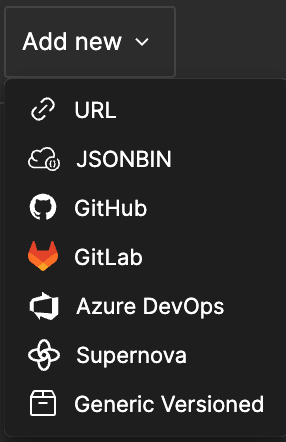 Add new
URL
JSONBIN
GitHub
GitLab
Azure DevOps
Supernova
Generic Versioned